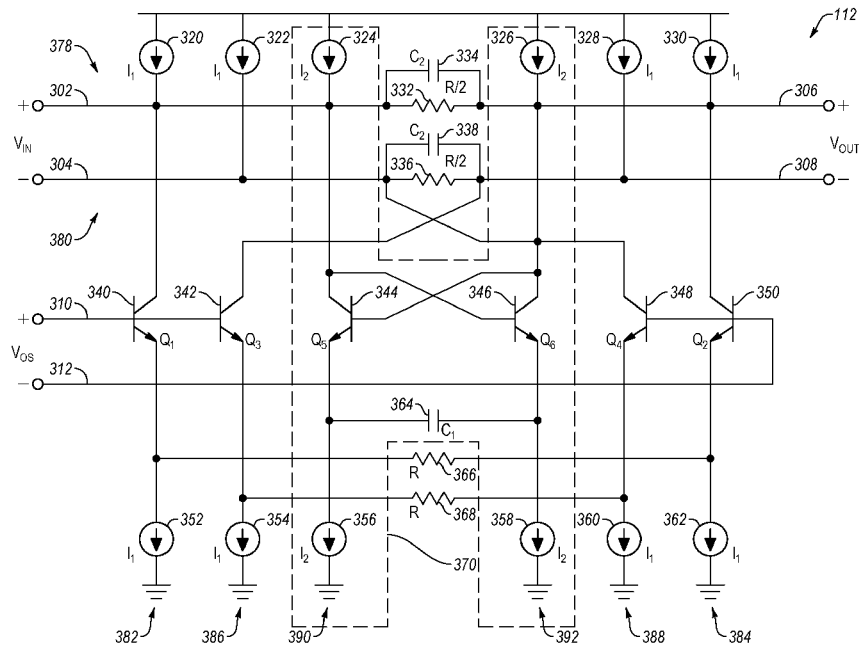 320 322 324 326 328 330 112
378 C2 334
I1 I1 I2 I2 I1 I1
R/2
+ 302 332 306 +
C2 338
VIN R/2 VOUT
− 304 336 308 −
380
340 342 344 346 348 350
+ 310
Q1 Q3 Q5 Q6 Q4 Q2
VOS
− 312
364
C1
R 366
R 368
352 354 356 358 360 362
I1 I1 I2 I2 I1 I1
370
382 386 390 392 388 384